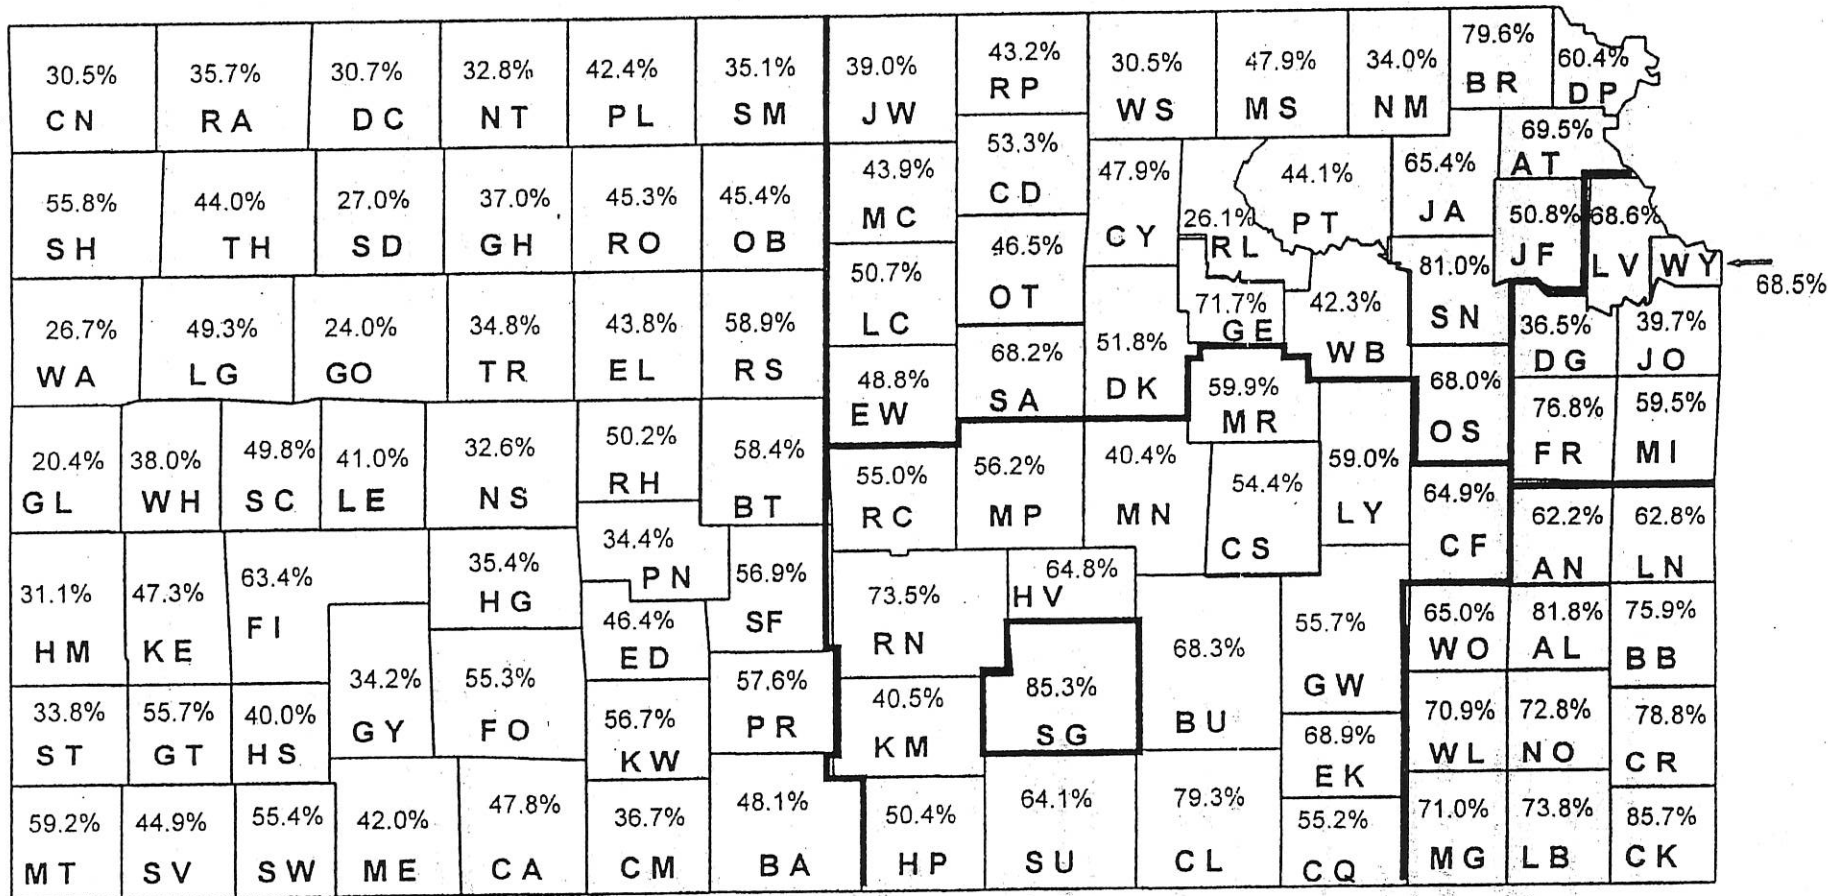 30.5%
CN
35.7%
RA
30.7%
DC
32.8%
NT
42.4%
PL
35.1%
SM
39.0%
JW
43.2%
RP
30.5%
WS
47.9%
MS
34.0%
NM
79.6%
BR
60.4%
DP
55.8%
SH
44.0%
TH
27.0%
SD
37.0%
GH
45.3%
RO
45.4%
OB
43.9%
MC
53.3%
CD
47.9%
CY
26.1%
RL
44.1%
PT
65.4%
JA
69.5%
AT
50.8%
JF
68.6%
LV
WY
68.5%
50.7%
LC
46.5%
OT
71.7%
GE
42.3%
WB
81.0%
SN
36.5%
DG
39.7%
JO
26.7%
WA
49.3%
LG
24.0%
GO
34.8%
TR
43.8%
EL
58.9%
RS
48.8%
EW
68.2%
SA
51.8%
DK
59.9%
MR
68.0%
OS
76.8%
FR
59.5%
MI
20.4%
GL
38.0%
WH
49.8%
SC
41.0%
LE
32.6%
NS
50.2%
RH
58.4%
BT
55.0%
RC
56.2%
MP
40.4%
MN
54.4%
CS
59.0%
LY
64.9%
CF
62.2%
AN
62.8%
LN
31.1%
HM
47.3%
KE
63.4%
FI
35.4%
HG
34.4%
PN
56.9%
SF
73.5%
RN
64.8%
HV
46.4%
ED
68.3%
BU
55.7%
GW
65.0%
WO
81.8%
AL
75.9%
BB
33.8%
ST
55.7%
GT
40.0%
HS
34.2%
GY
55.3%
FO
56.7%
KW
57.6%
PR
40.5%
KM
85.3%
SG
68.9%
EK
70.9%
WL
72.8%
NO
78.8%
CR
59.2%
MT
44.9%
SV
55.4%
SW
42.0%
ME
47.8%
CA
36.7%
CM
48.1%
BA
50.4%
HP
64.1%
SU
79.3%
CL
55.2%
CQ
71.0%
MG
73.8%
LB
85.7%
CK